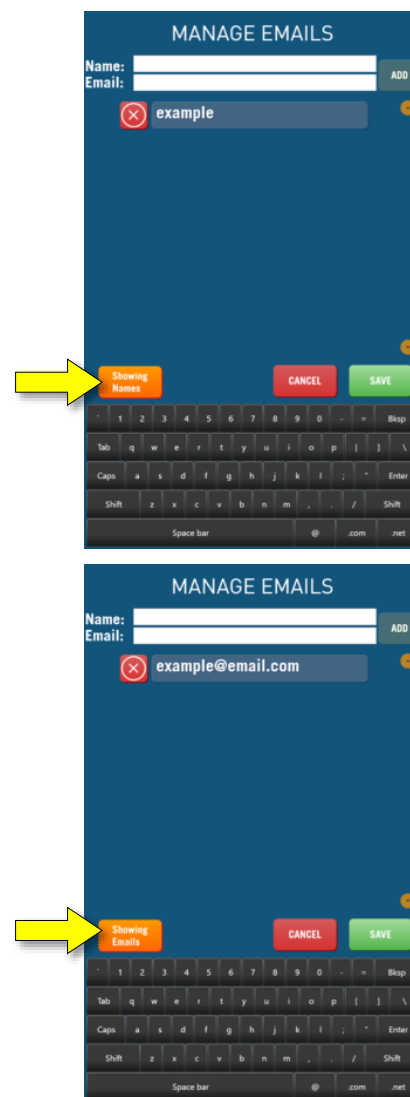 MANAGE EMAILS
Name:
Email:
ADD
example
Showing
Names
CANCEL
SAVE
` 1 2 3 4 5 6 7 8 9 0 - = Bksp
Tab q w e r t y u i o p [ ] \
Caps a s d f g h j k l ; " Enter
Shift z x c v b n m , . / Shift
Space bar @ .com .net
MANAGE EMAILS
Name:
Email:
ADD
example@email.com
Showing
Emails
CANCEL
SAVE
` 1 2 3 4 5 6 7 8 9 0 - = Bksp
Tab q w e r t y u i o p [ ] \
Caps a s d f g h j k l ; " Enter
Shift z x c v b n m , . / Shift
Space bar @ .com .net